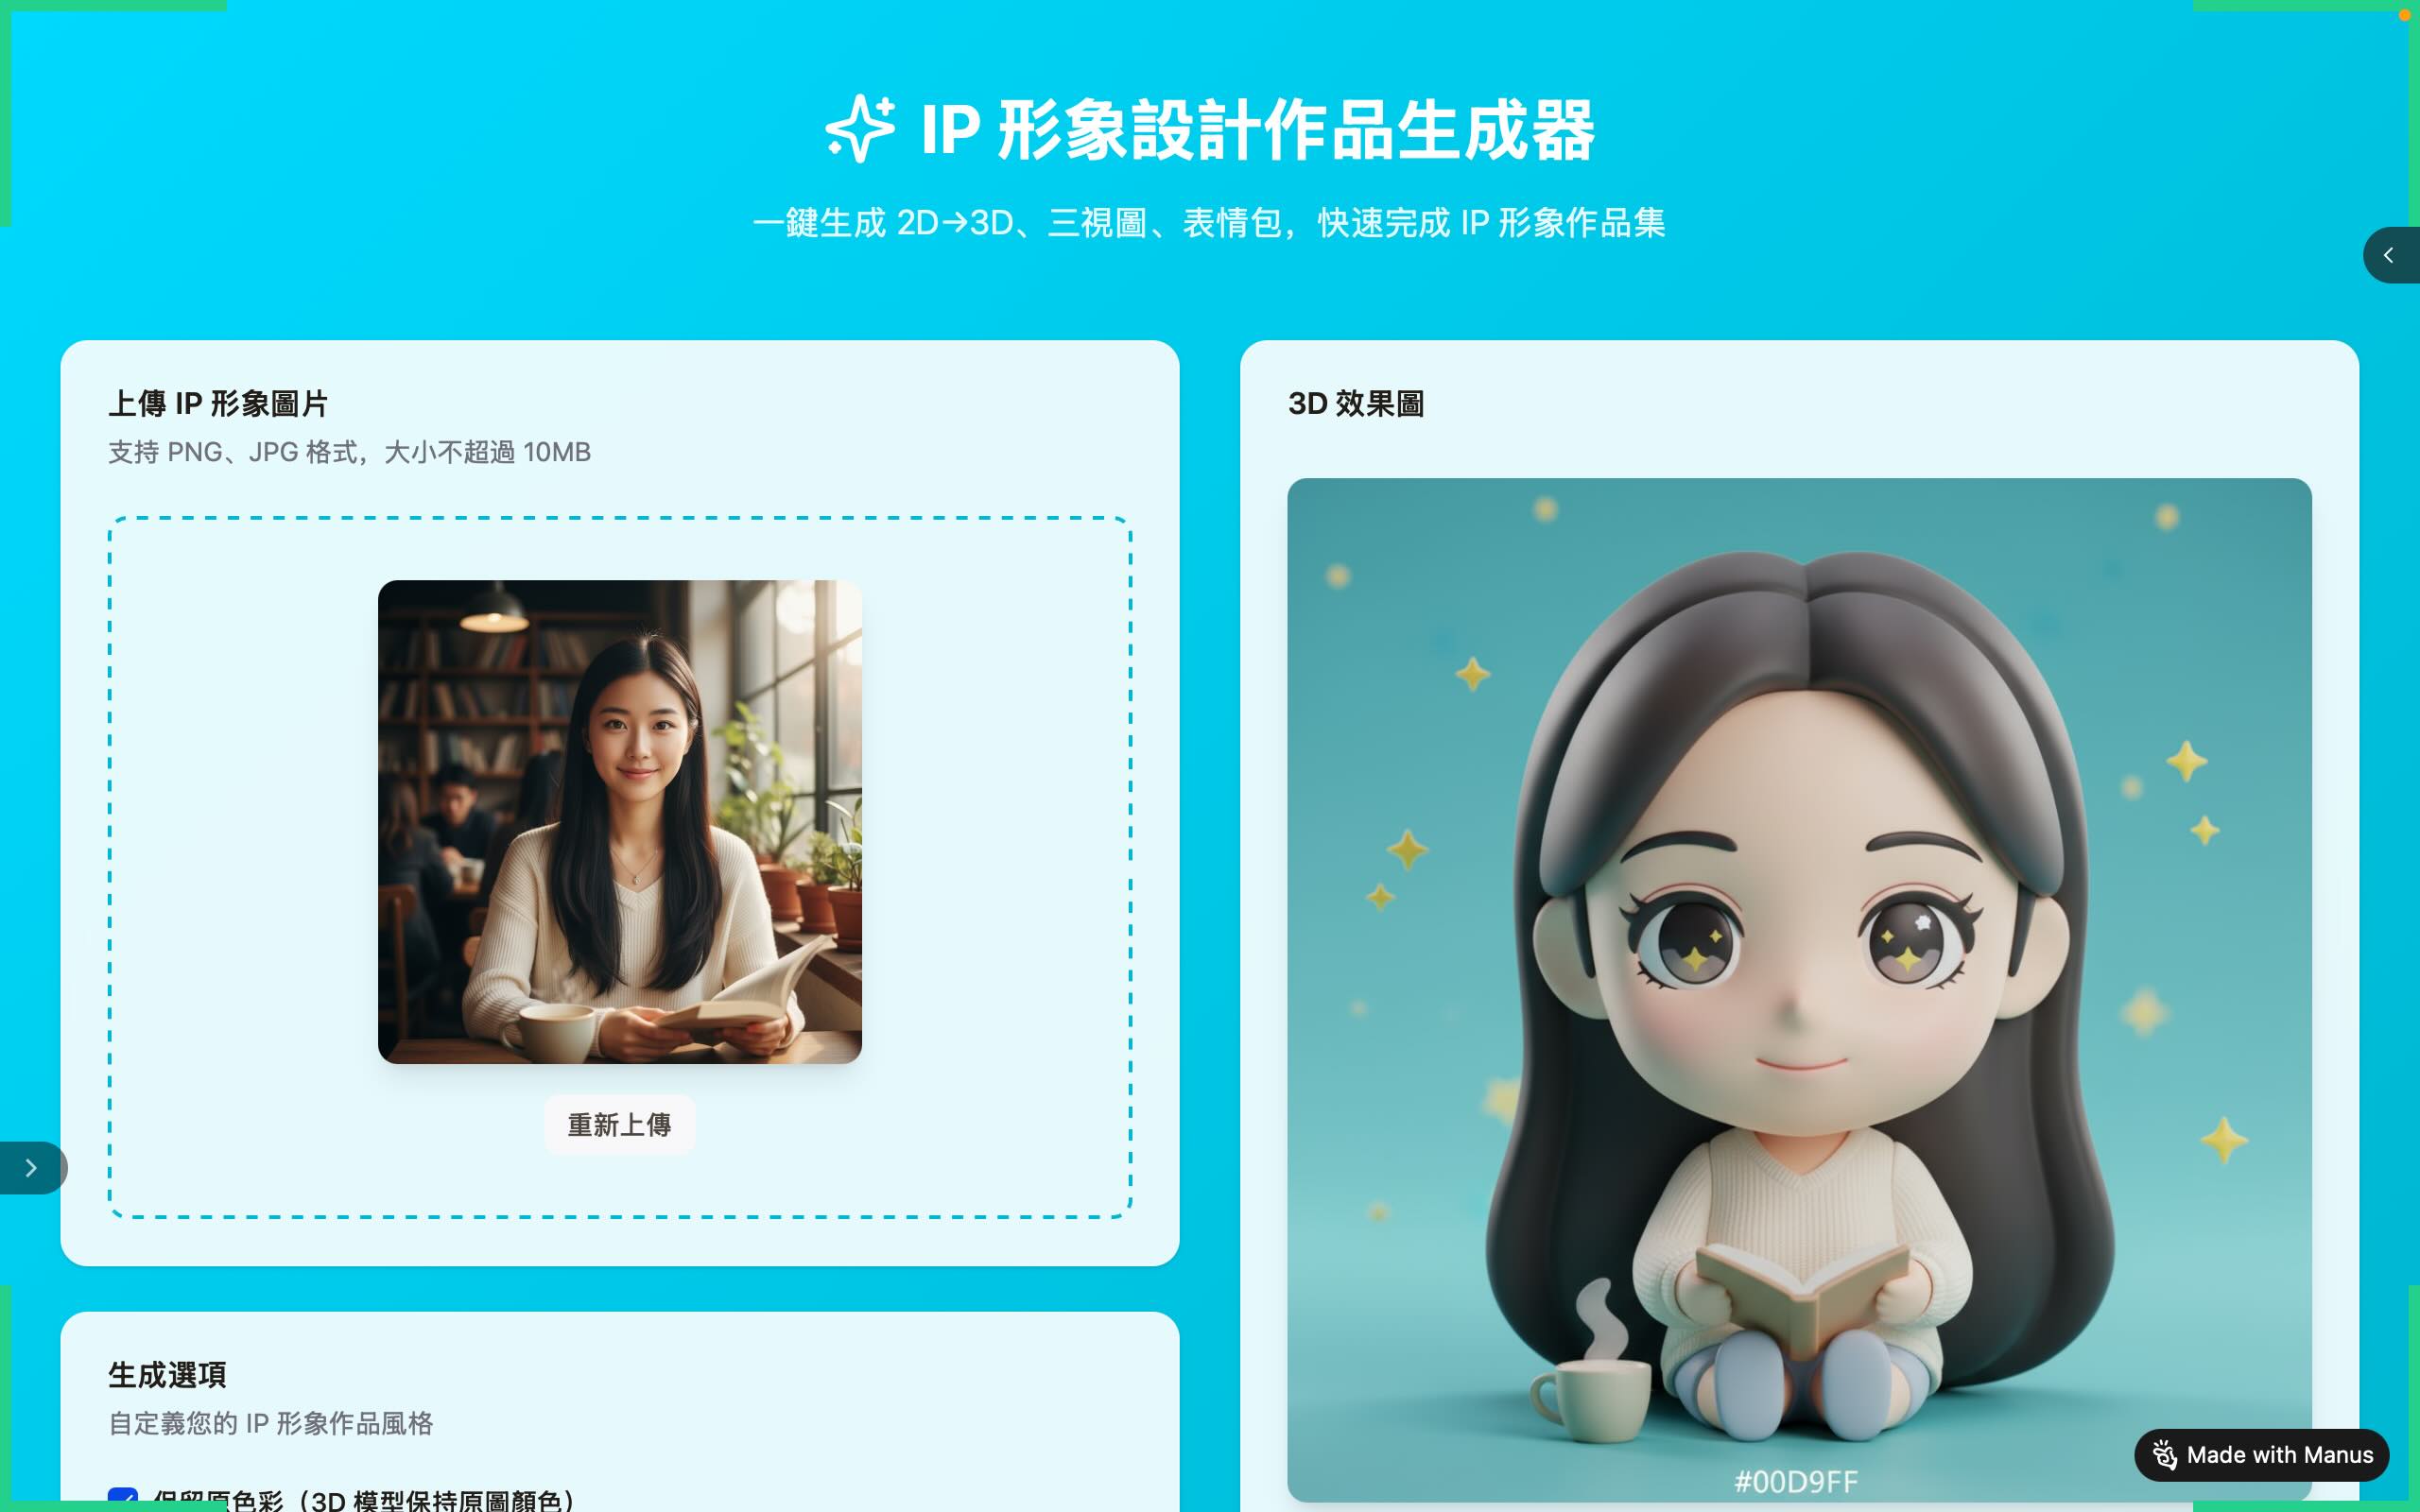 IP 形象設計作品生成器
一鍵生成 2D→3D、三視圖、表情包，快速完成 IP 形象作品集
上傳 IP 形象圖片
支持 PNG、JPG 格式，大小不超過 10MB
重新上傳
生成選項
自定義您的 IP 形象作品風格
保留原色彩（3D 模型保持原圖顏色）
3D 效果圖
#00D9FF
Made with Manus